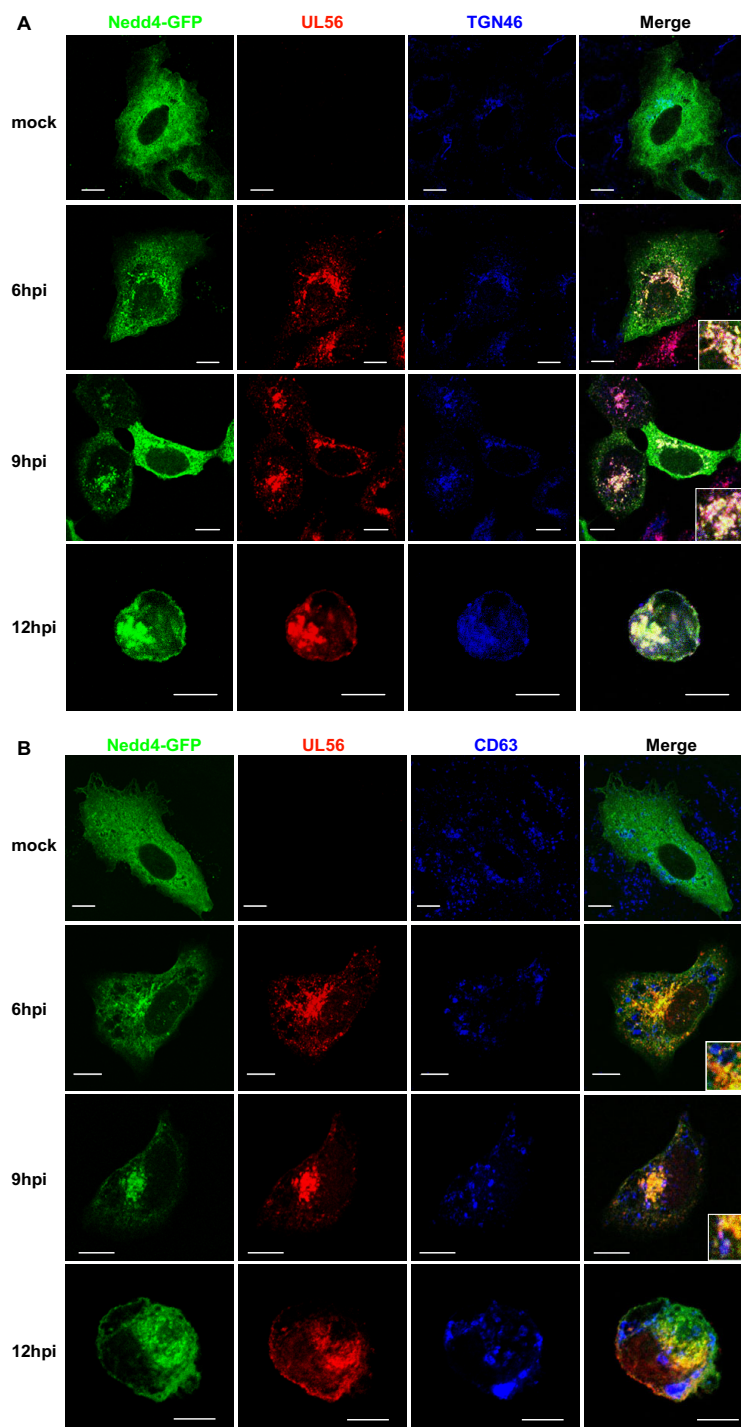 A
Nedd4-GFP UL56 TGN46 Merge
mock
6hpi
9hpi
12hpi
B
Nedd4-GFP UL56 CD63 Merge
mock
6hpi
9hpi
12hpi